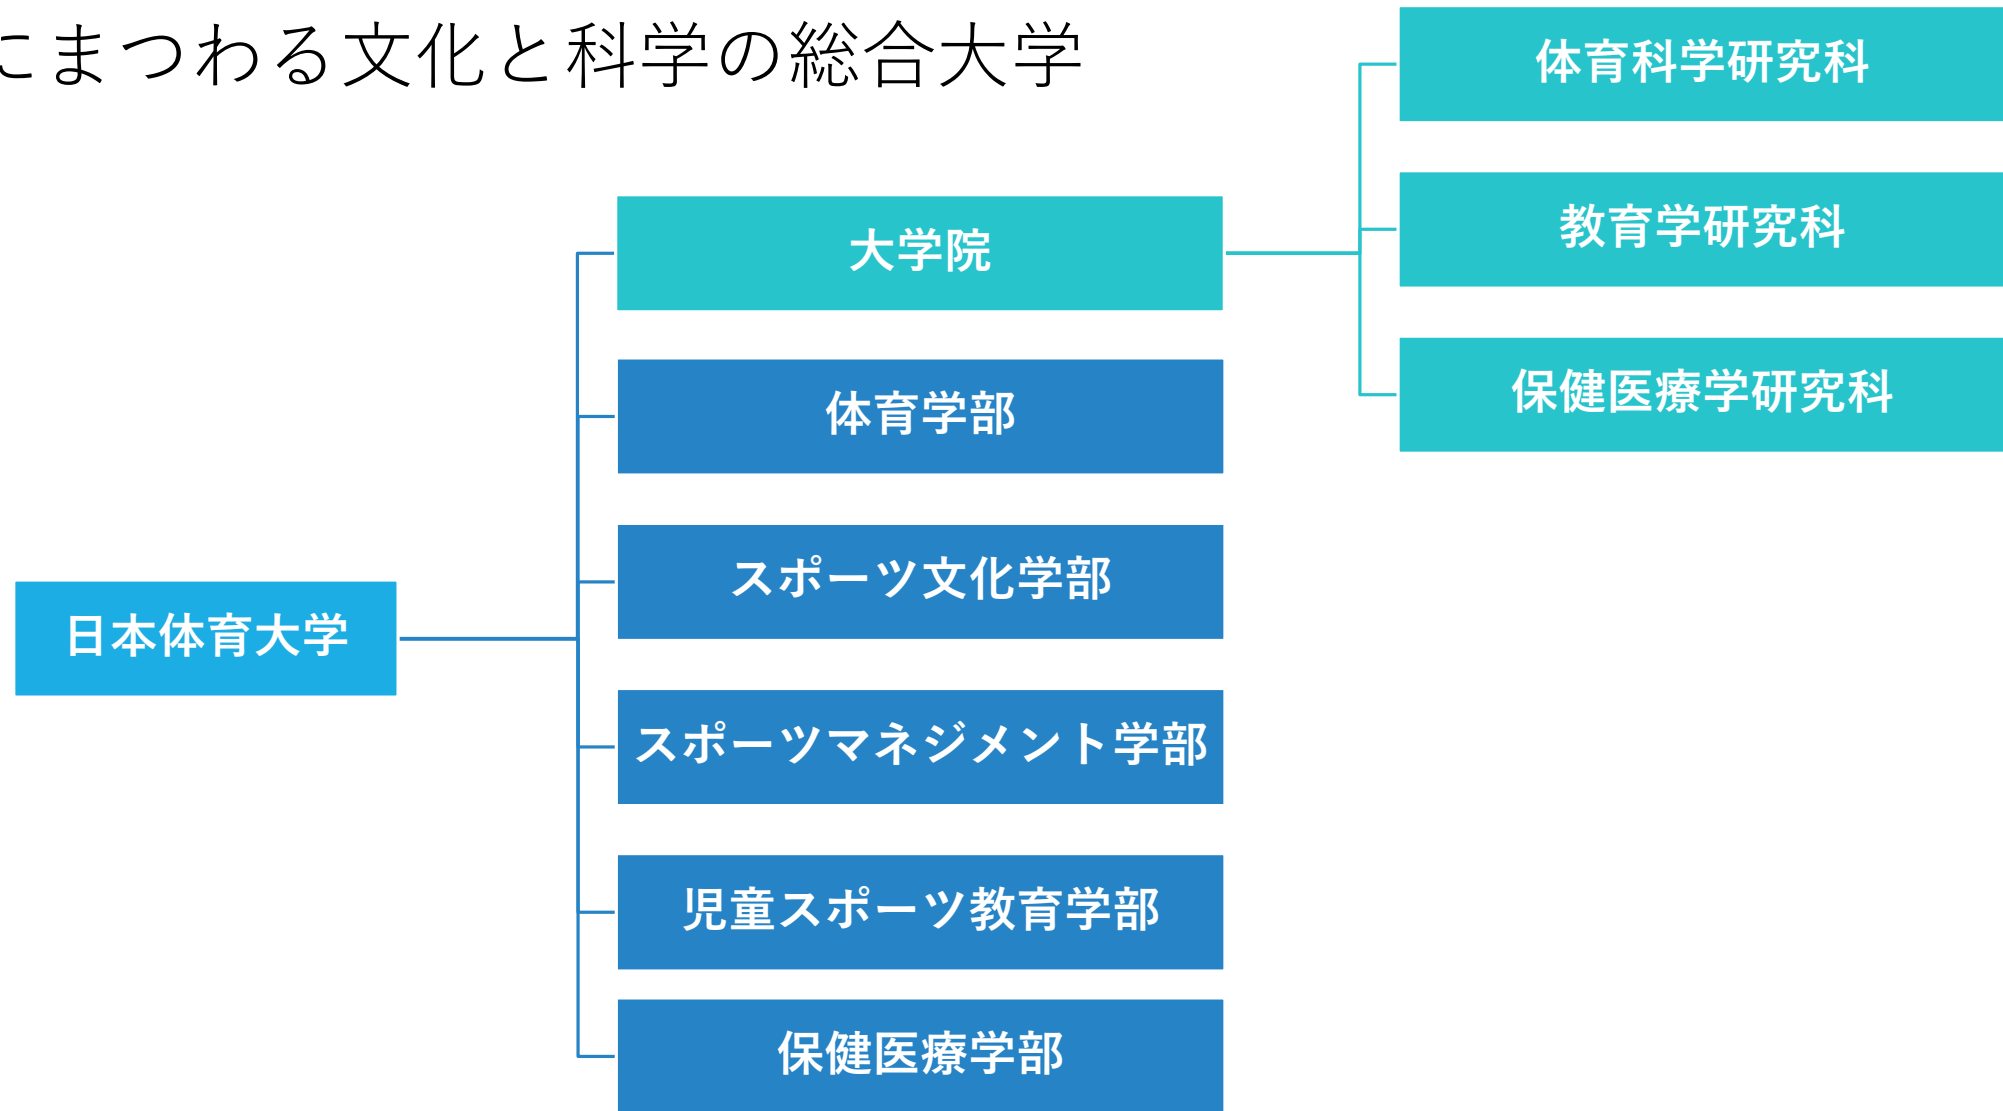 にまつわる文化と科学の総合大学
日本体育大学
大学院
体育学部
スポーツ文化学部
スポーツマネジメント学部
児童スポーツ教育学部
保健医療学部
体育科学研究科
教育学研究科
保健医療学研究科